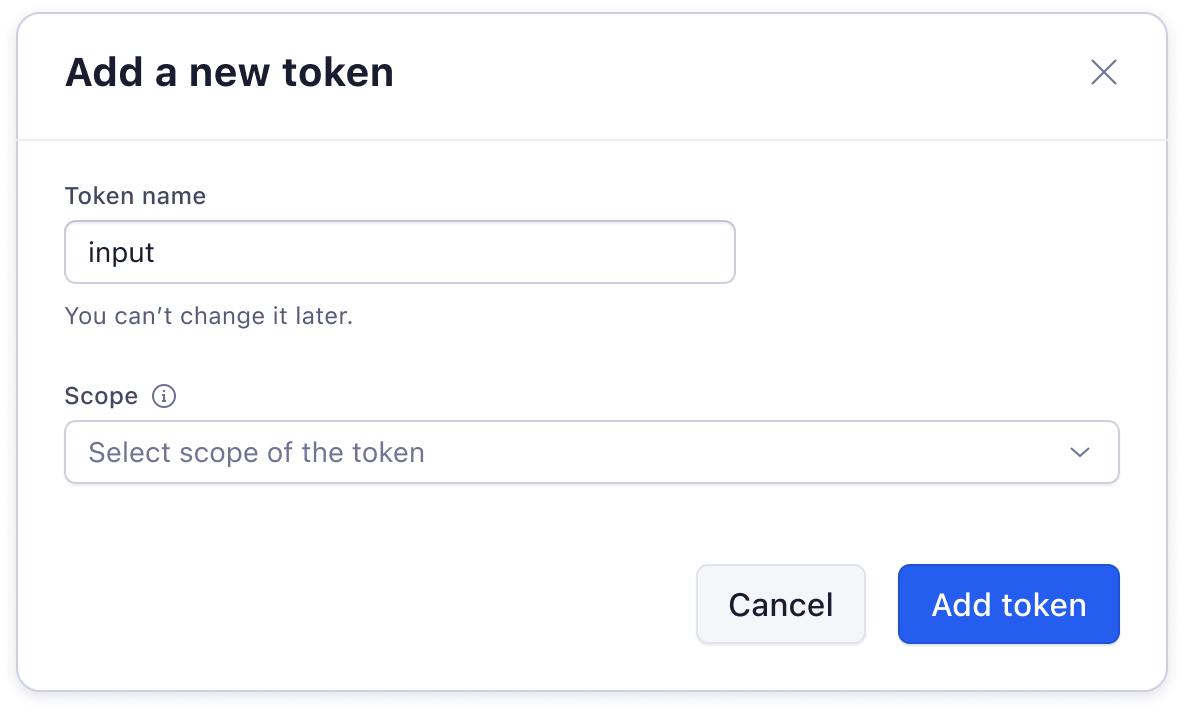 Add a new token
Token name
input
You can’t change it later.
Scope
Select scope of the token
Cancel
Add token